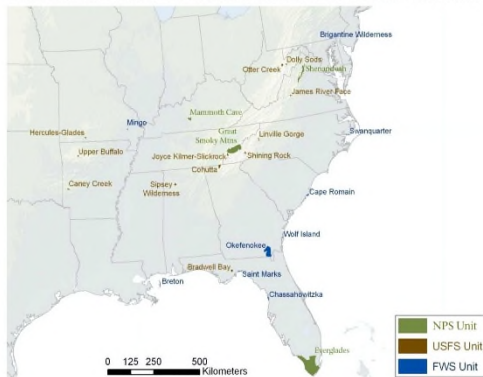 Brigantine Wilderness
Dolly Sods
Otter Creek
Shenandoah
James River Face
Mammoth Cave
Mingo
Hercules-Glades
Great
Smoky Mtns
Linville Gorge
Swanquarter
Upper Buffalo
Joyce Kilmer-Slickrock
Shining Rock
Cohutta
Caney Creek
Sipsey
Wilderness
Cape Romain
Wolf Island
Okefenokee
Bradwell Bay
Saint Marks
Breton
Chassahowitzka
Everglades
NPS Unit
USFS Unit
FWS Unit
0 125 250 500
Kilometers